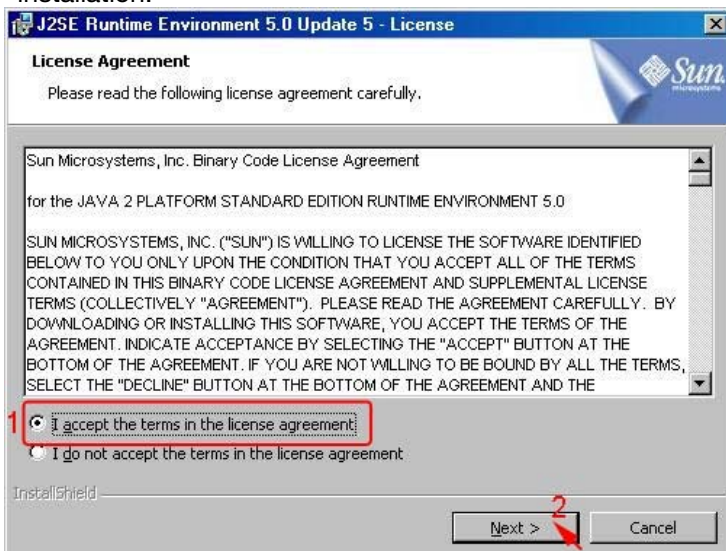 installation.
J2SE Runtime Environment 5.0 Update 5 - License
License Agreement
Please read the following license agreement carefully.
Sun
microsystems
Sun Microsystems, Inc. Binary Code License Agreement
for the JAVA 2 PLATFORM STANDARD EDITION RUNTIME ENVIRONMENT 5.0
SUN MICROSYSTEMS, INC. ("SUN") IS WILLING TO LICENSE THE SOFTWARE IDENTIFIED
BELOW TO YOU ONLY UPON THE CONDITION THAT YOU ACCEPT ALL OF THE TERMS
CONTAINED IN THIS BINARY CODE LICENSE AGREEMENT AND SUPPLEMENTAL LICENSE
TERMS (COLLECTIVELY "AGREEMENT"). PLEASE READ THE AGREEMENT CAREFULLY. BY
DOWNLOADING OR INSTALLING THIS SOFTWARE, YOU ACCEPT THE TERMS OF THE
AGREEMENT. INDICATE ACCEPTANCE BY SELECTING THE "ACCEPT" BUTTON AT THE
BOTTOM OF THE AGREEMENT. IF YOU ARE NOT WILLING TO BE BOUND BY ALL THE TERMS,
SELECT THE "DECLINE" BUTTON AT THE BOTTOM OF THE AGREEMENT AND THE
1 I accept the terms in the license agreement
I do not accept the terms in the license agreement
InstallShield
2
Next > Cancel